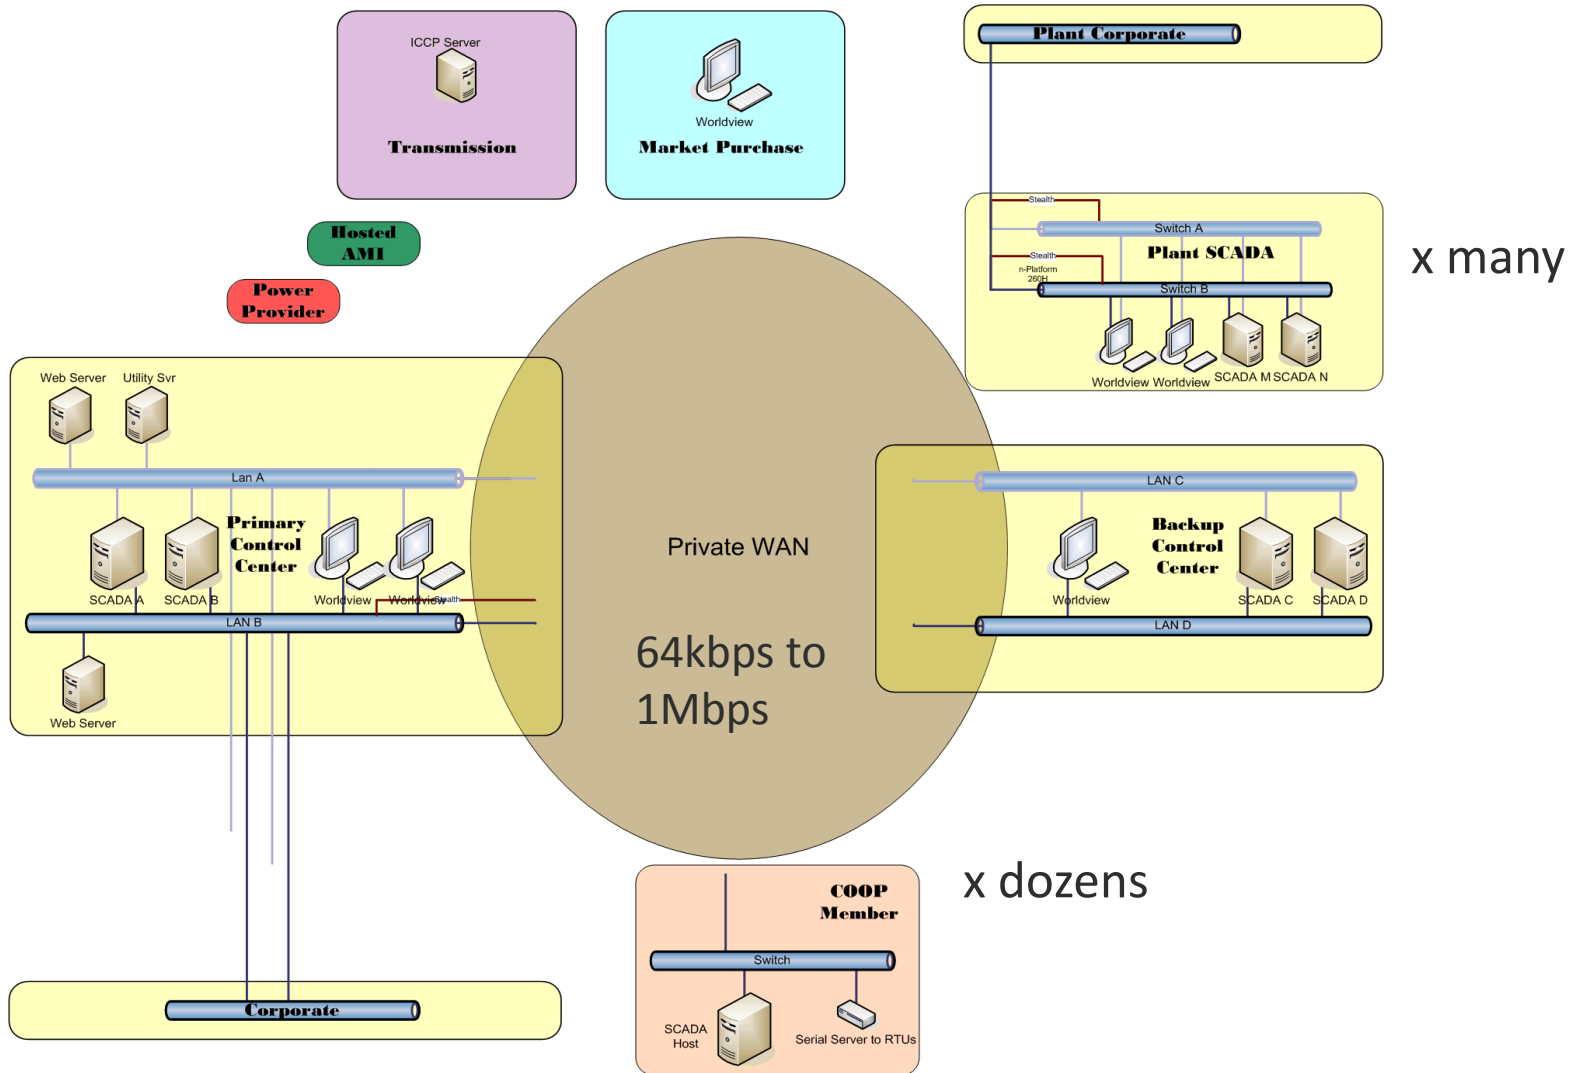 ICCP Server
Transmission
Worldview
Market Purchase
Plant Corporate
Hosted
AMI
Power
Provider
Stealth
Switch A
Plant SCADA
Stealth
n-Platform
260H
Switch B
Worldview Worldview SCADA M SCADA N
x many
Web Server Utility Svr
Lan A
Primary
Control
Center
SCADA A SCADA B Worldview Worldview
Stealth
LAN B
Web Server
Private WAN
64kbps to
1Mbps
LAN C
Backup
Control
Center
Worldview SCADA C SCADA D
LAN D
x dozens
COOP
Member
Switch
SCADA
Host
Serial Server to RTUs
Corporate